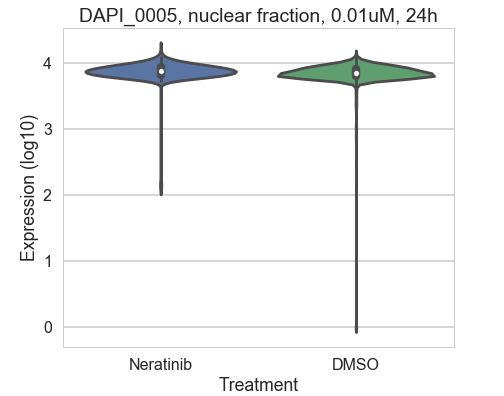 DAPI_0005, nuclear fraction, 0.01uM, 24h
Expression (log10)
4
3
2
1
0
Neratinib
DMSO
Treatment